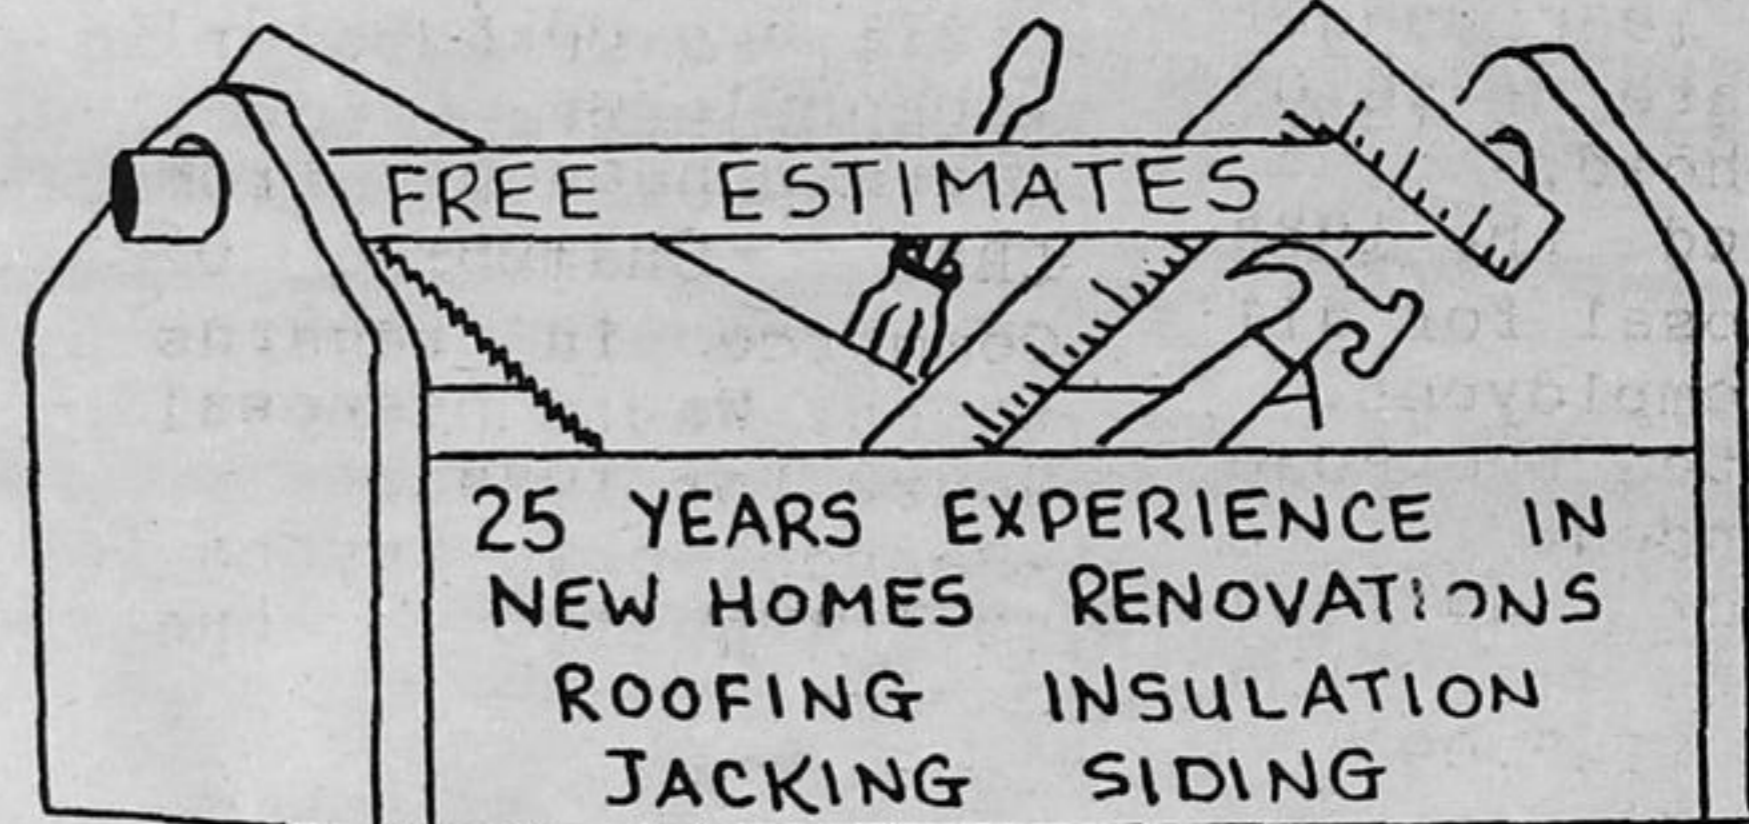 FREE ESTIMATES
25 YEARS EXPERIENCE IN
NEW HOMES RENOVATIONS
ROOFING INSULATION
JACKING SIDING